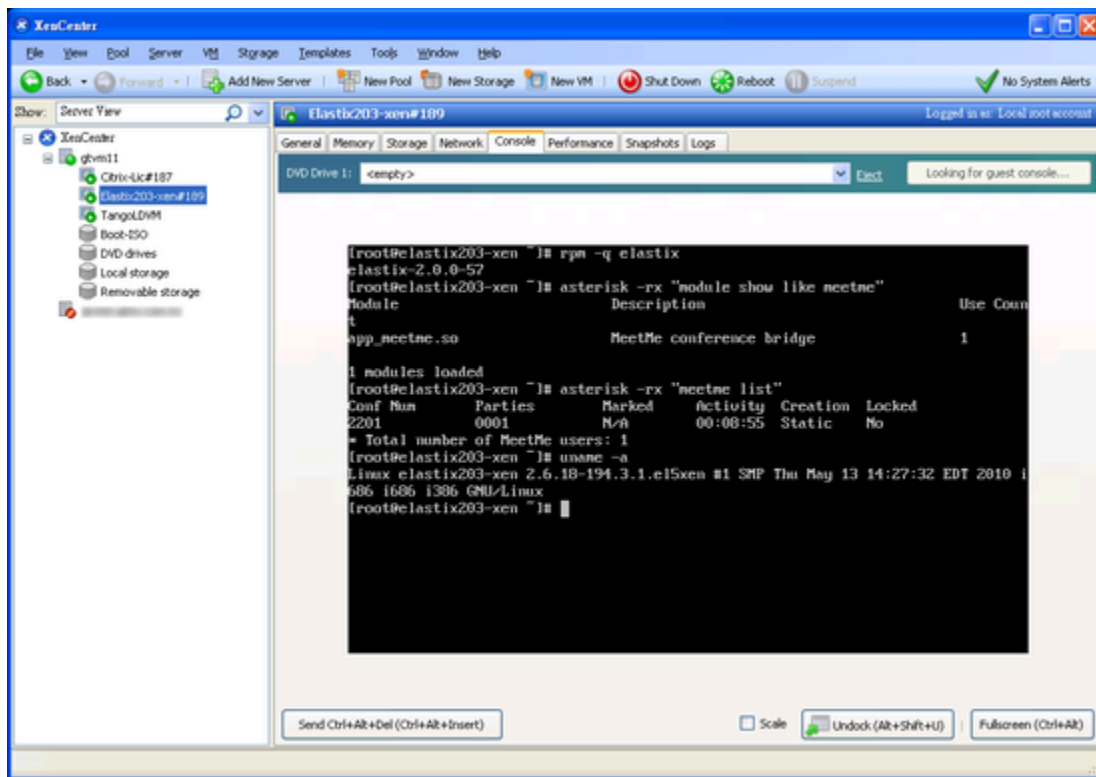 XenCenter
File View Pool Server VM Storage Templates Tools Window Help
Back Forward Add New Server New Pool New Storage New VM Shut Down Reboot Suspend No System Alerts
Show: Server View
XenCenter
gtvm11
Citrix-Lic#187
Elastix203-xen#189
TangoLDVM
Boot-ISO
DVD drives
Local storage
Removable storage
Elastix203-xen#189 Logged in as: Local root account
General Memory Storage Network Console Performance Snapshots Logs
DVD Drive 1: <empty> Eject Looking for guest console....
[root@elastix203-xen ~]# rpm -q elastix
elastix-2.0.0-57
[root@elastix203-xen ~]# asterisk -rx "module show like meetme"
Module Description Use Coun
t
app_meetme.so MeetMe conference bridge 1
1 modules loaded
[root@elastix203-xen ~]# asterisk -rx "meetme list"
Conf Num Parties Marked Activity Creation Locked
2201 0001 N/A 00:08:55 Static No
* Total number of MeetMe users: 1
[root@elastix203-xen ~]# uname -a
Linux elastix203-xen 2.6.18-194.3.1.el5xen #1 SMP Thu May 13 14:27:32 EDT 2010 i
686 i686 i386 GNU/Linux
[root@elastix203-xen ~]#
Send Ctrl+Alt+Del (Ctrl+Alt+Insert) Scale Undock (Alt+Shift+U) Fullscreen (Ctrl+Alt)